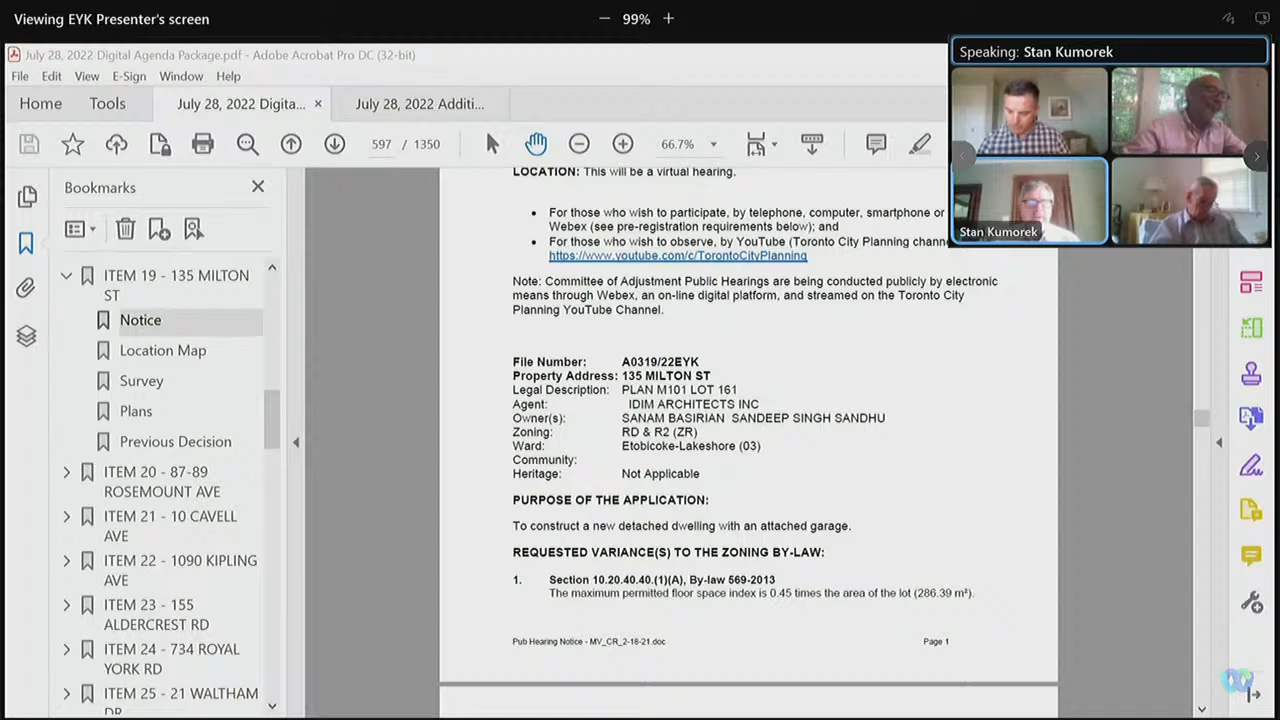 Viewing EYK Presenter's screen
99%
July 28, 2022 Digital Agenda Package.pdf - Adobe Acrobat Pro DC (32-bit)
File Edit View E-Sign Window Help
Home Tools July 28, 2022 Digita... × July 28, 2022 Additi...
597 / 1350 66.7%
Speaking: Stan Kumorek
Stan Kumorek
Bookmarks
ITEM 19 - 135 MILTON
ST
Notice
Location Map
Survey
Plans
Previous Decision
ITEM 20 - 87-89
ROSEMOUNT AVE
ITEM 21 - 10 CAVELL
AVE
ITEM 22 - 1090 KIPLING
AVE
ITEM 23 - 155
ALDERCREST RD
ITEM 24 - 734 ROYAL
YORK RD
ITEM 25 - 21 WALTHAM
DR
LOCATION: This will be a virtual hearing.
• For those who wish to participate, by telephone, computer, smartphone or
Webex (see pre-registration requirements below); and
• For those who wish to observe, by YouTube (Toronto City Planning
https://www.youtube.com/c/TorontoCityPlanning
Note: Committee of Adjustment Public Hearings are being conducted publicly by electronic
means through Webex, an on-line digital platform, and streamed on the Toronto City
Planning YouTube Channel.
File Number: A0319/22EYK
Property Address: 135 MILTON ST
Legal Description: PLAN M101 LOT 161
Agent: IDIM ARCHITECTS INC
Owner(s): SANAM BASIRIAN SANDEEP SINGH SANDHU
Zoning: RD & R2 (ZR)
Ward: Etobicoke-Lakeshore (03)
Community:
Heritage: Not Applicable
PURPOSE OF THE APPLICATION:
To construct a new detached dwelling with an attached garage.
REQUESTED VARIANCE(S) TO THE ZONING BY-LAW:
1. Section 10.20.40.40.(1)(A), By-law 569-2013
The maximum permitted floor space index is 0.45 times the area of the lot (286.39 m²).
Pub Hearing Notice - MV_CR_2-18-21.doc Page 1